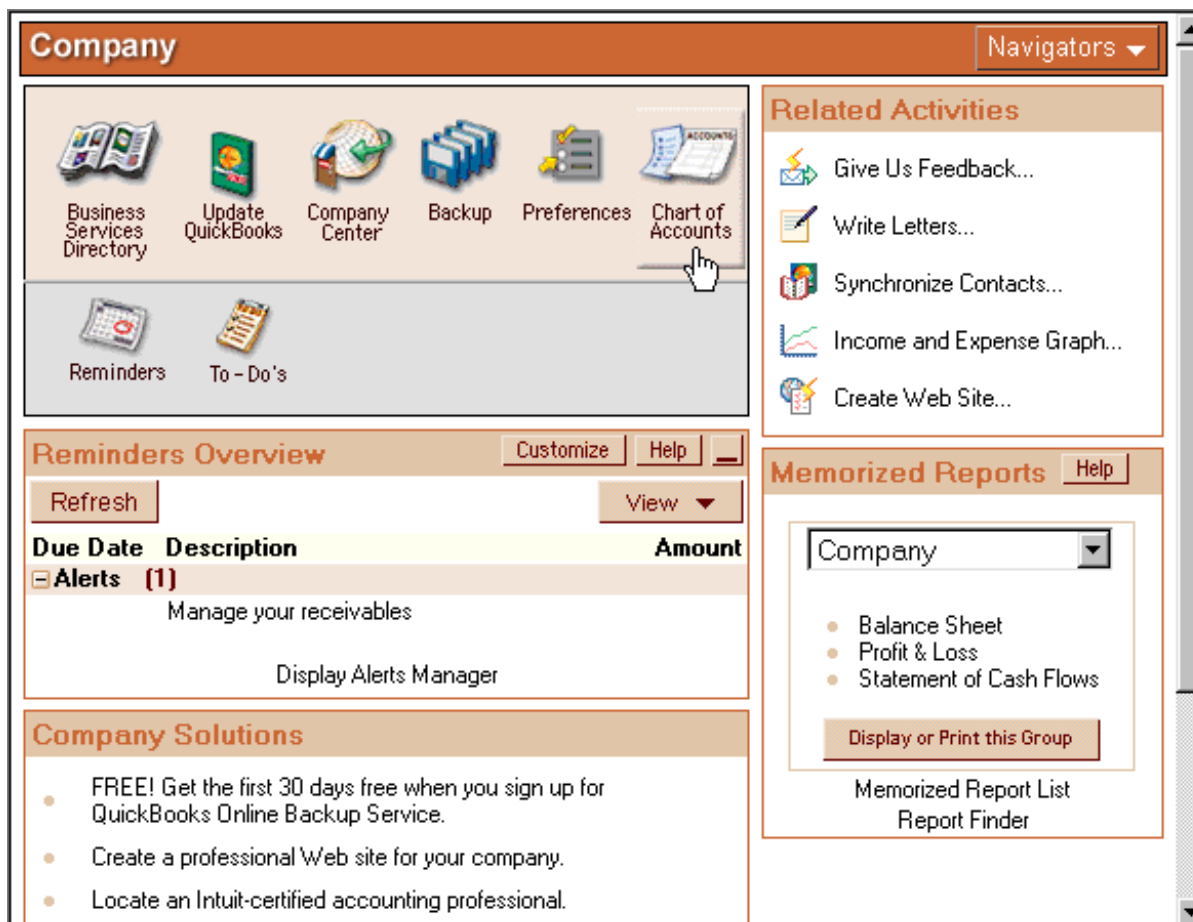 Company
Navigators
ACCOUNTS
Business
Services
Directory
Update
QuickBooks
Company
Center
Backup
Preferences
Chart of
Accounts
Reminders
To - Do's
Related Activities
Give Us Feedback...
Write Letters...
Synchronize Contacts...
Income and Expense Graph...
Create Web Site...
Reminders Overview
Customize
Help
Refresh
View
Due Date Description Amount
Alerts (1)
Manage your receivables
Display Alerts Manager
Memorized Reports
Help
Company
Balance Sheet
Profit & Loss
Statement of Cash Flows
Display or Print this Group
Memorized Report List
Report Finder
Company Solutions
FREE! Get the first 30 days free when you sign up for
QuickBooks Online Backup Service.
Create a professional Web site for your company.
Locate an Intuit-certified accounting professional.